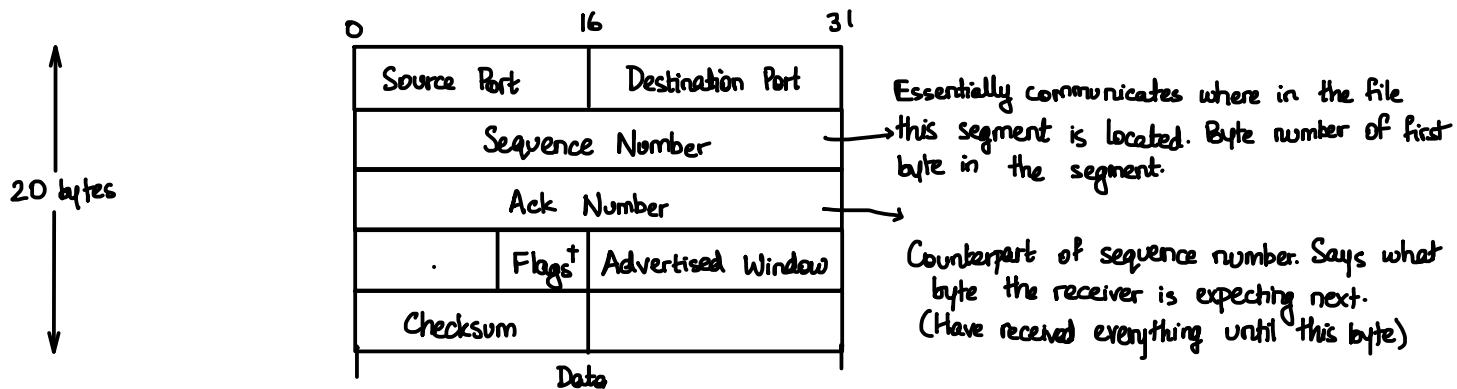 0 16 31
Source Port Destination Port
Sequence Number
Ack Number
. Flags† Advertised Window
Checksum
Data
20 bytes
Essentially communicates where in the file
this segment is located. Byte number of first
byte in the segment.
Counterpart of sequence number. Says what
byte the receiver is expecting next.
(Have received everything until this byte)